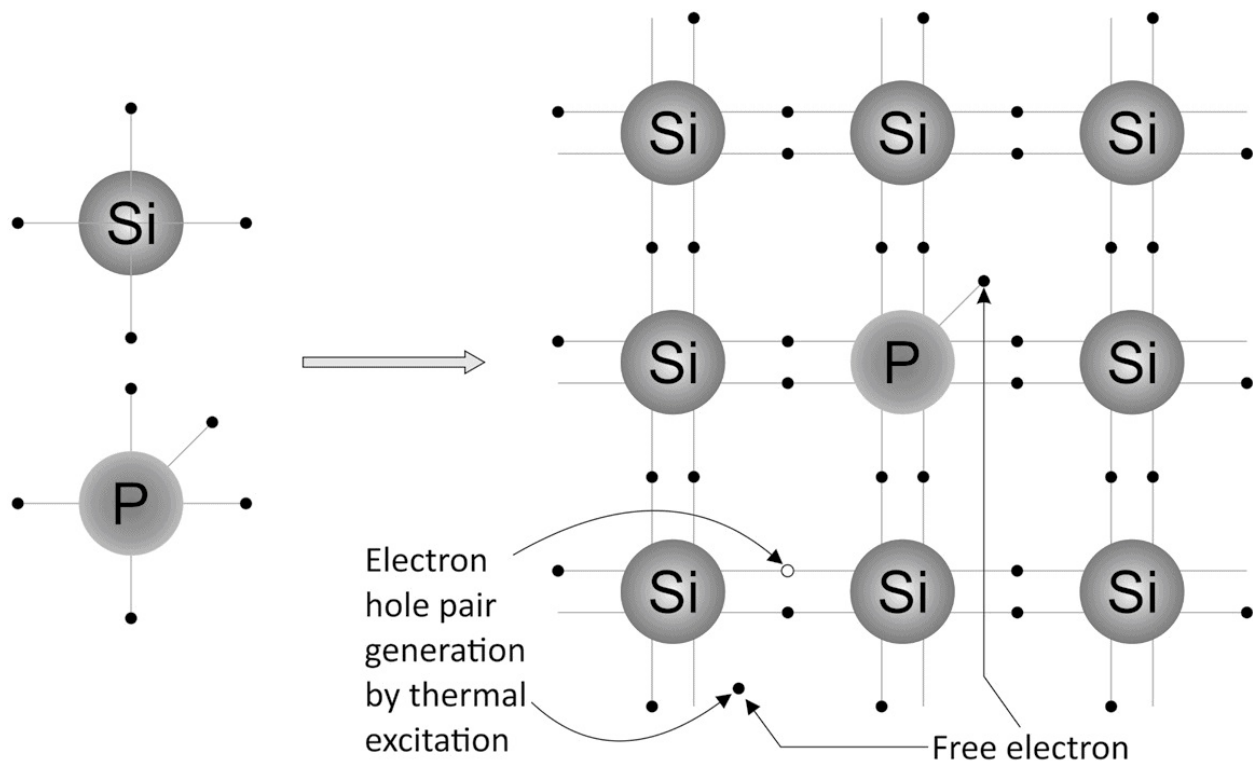 Si
P
Si Si Si
Si P Si
Si Si Si
Electron
hole pair
generation
by thermal
excitation
Free electron